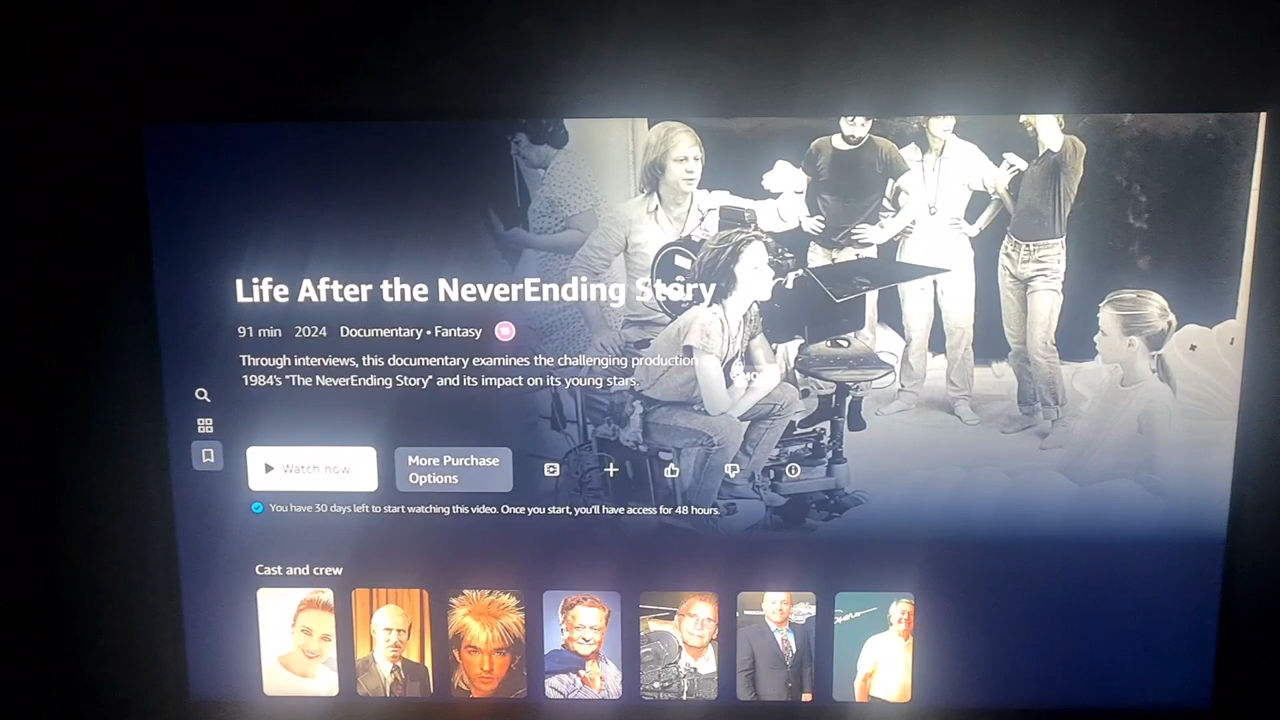 Life After the NeverEnding Story
91 min 2024 Documentary • Fantasy
Through interviews, this documentary examines the challenging production
1984's "The NeverEnding Story" and its impact on its young stars.
Watch now
More Purchase
Options
You have 30 days left to start watching this video. Once you start, you'll have access for 48 hours.
Cast and crew